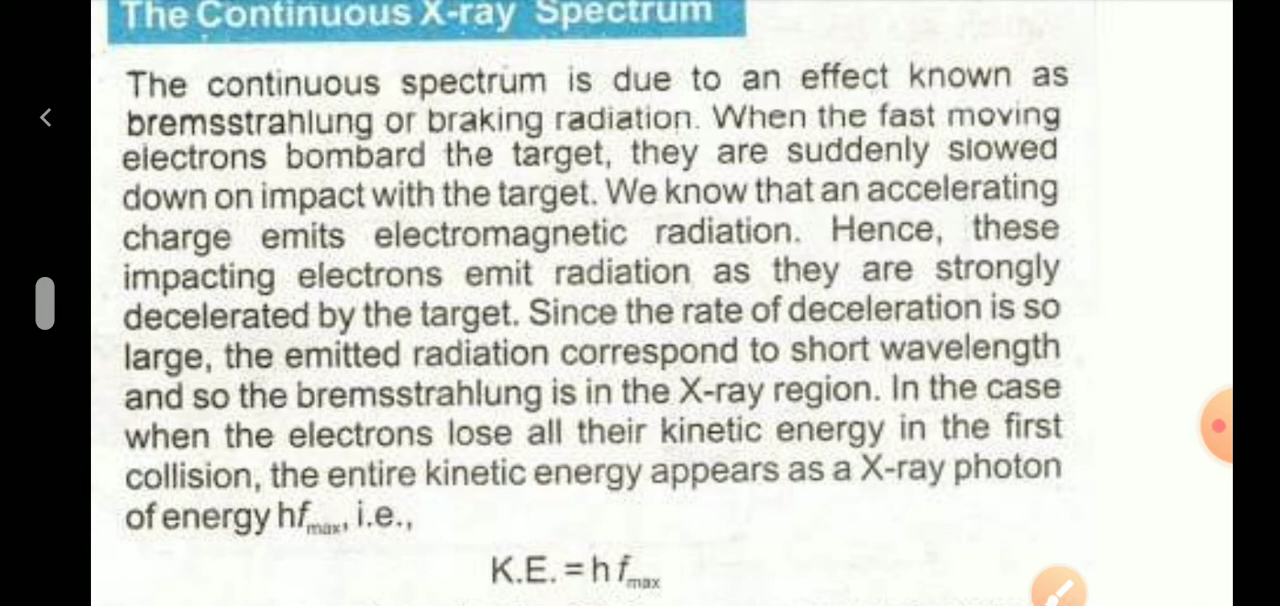 The Continuous X-ray Spectrum
The continuous spectrum is due to an effect known as
bremsstrahlung or braking radiation. When the fast moving
electrons bombard the target, they are suddenly slowed
down on impact with the target. We know that an accelerating
charge emits electromagnetic radiation. Hence, these
impacting electrons emit radiation as they are strongly
decelerated by the target. Since the rate of deceleration is so
large, the emitted radiation correspond to short wavelength
and so the bremsstrahlung is in the X-ray region. In the case
when the electrons lose all their kinetic energy in the first
collision, the entire kinetic energy appears as a X-ray photon
of energy hfmax, i.e.,
K.E. = h fmax